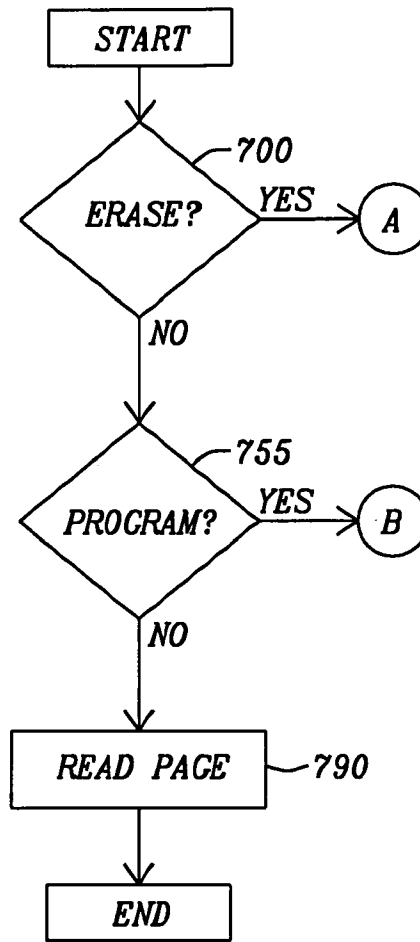 START
700
ERASE?
YES
A
NO
755
PROGRAM?
YES
B
NO
READ PAGE
790
END